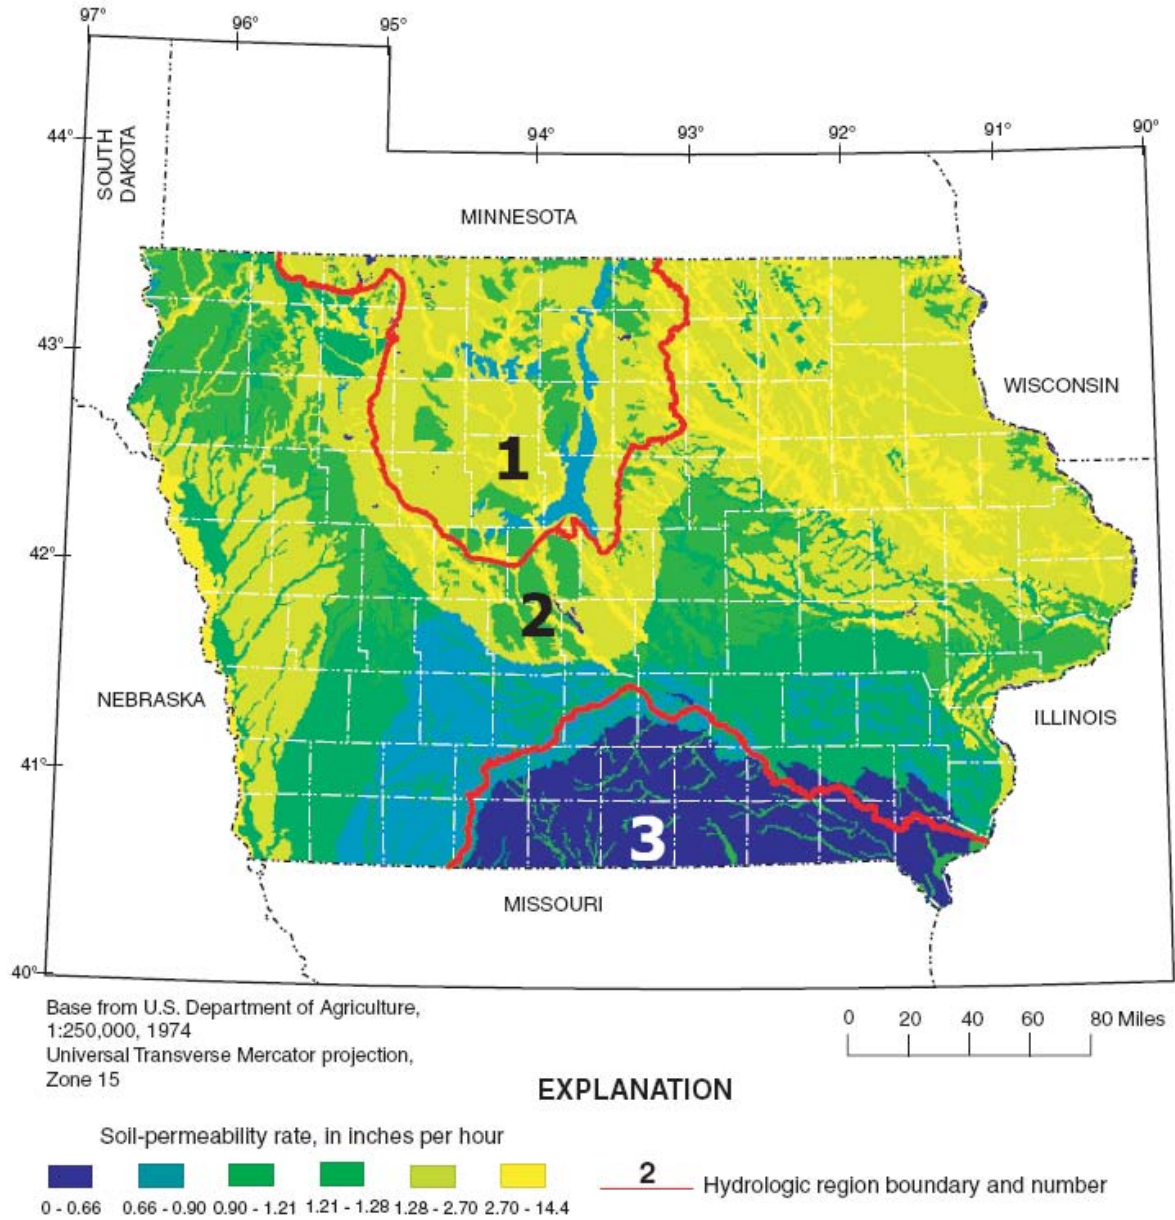 97°
96°
95°
44°
SOUTH
DAKOTA
94°
93°
92°
91°
90°
MINNESOTA
43°
WISCONSIN
1
42°
2
NEBRASKA
ILLINOIS
41°
3
MISSOURI
40°
Base from U.S. Department of Agriculture,
1:250,000, 1974
Universal Transverse Mercator projection,
Zone 15
0 20 40 60 80 Miles
EXPLANATION
Soil-permeability rate, in inches per hour
0 - 0.66 0.66 - 0.90 0.90 - 1.21 1.21 - 1.28 1.28 - 2.70 2.70 - 14.4
2 Hydrologic region boundary and number